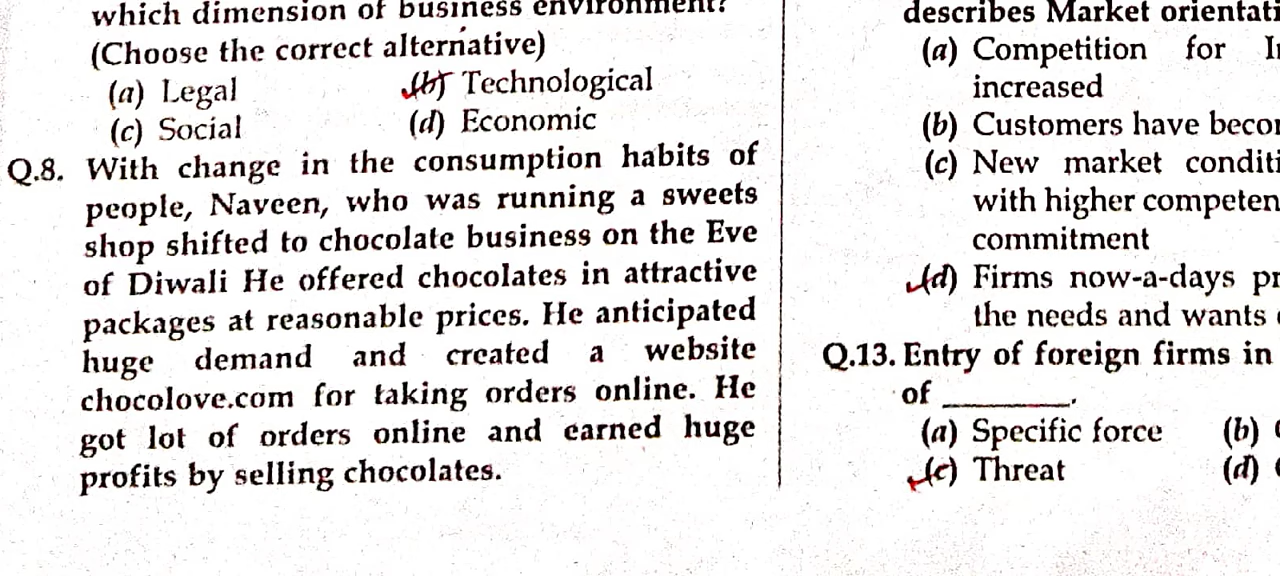 which dimension of business environment?
(Choose the correct alternative)
(a) Legal (b) Technological
(c) Social (d) Economic
Q.8. With change in the consumption habits of
people, Naveen, who was running a sweets
shop shifted to chocolate business on the Eve
of Diwali He offered chocolates in attractive
packages at reasonable prices. He anticipated
huge demand and created a website
chocolove.com for taking orders online. He
got lot of orders online and earned huge
profits by selling chocolates.
describes Market
(a) Competition for
increased
(b) Customers have
(c) New market
with higher
commitment
(d) Firms now-a-days
the needs and wants
Q.13. Entry of foreign firms in
of ________.
(a) Specific force (b)
(c) Threat (d)